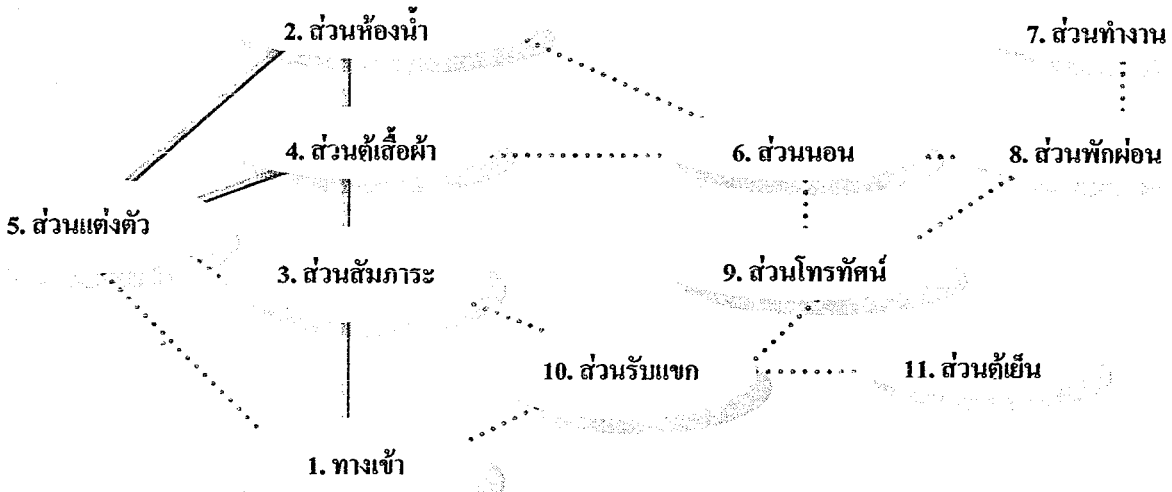 2. ส่วนห้องน้ำ
7. ส่วนทำงาน
4. ส่วนตู้เสื้อผ้า
6. ส่วนนอน
8. ส่วนพักผ่อน
5. ส่วนแต่งตัว
3. ส่วนสัมภาระ
9. ส่วนโทรทัศน์
10. ส่วนรับแขก
11. ส่วนตู้เย็น
1. ทางเข้า